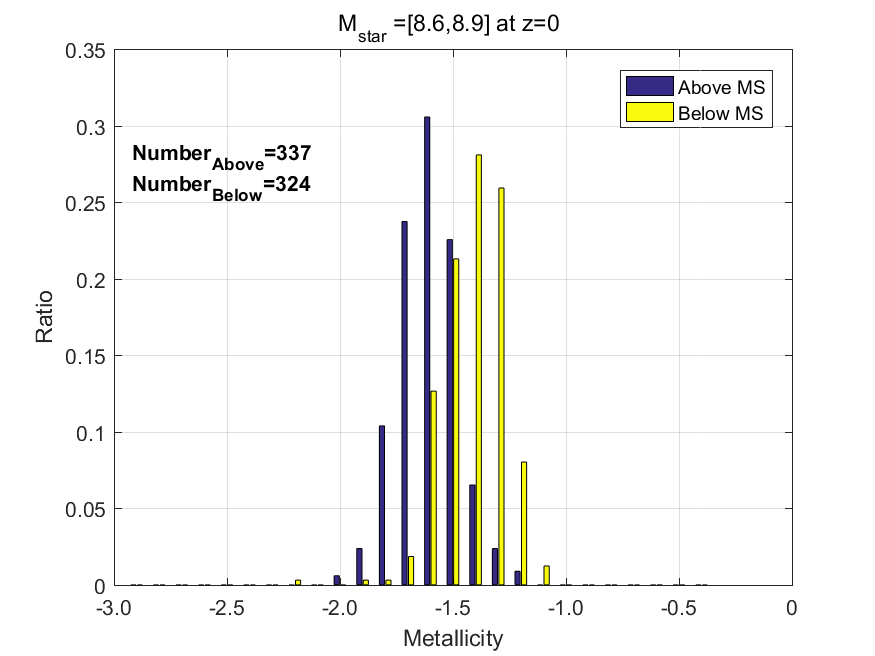 M_star =[8.6,8.9] at z=0
0.35
0.3
0.25
0.2
0.15
0.1
0.05
0
Ratio
Number_Above=337
Number_Below=324
Above MS
Below MS
-3.0 -2.5 -2.0 -1.5 -1.0 -0.5 0
Metallicity